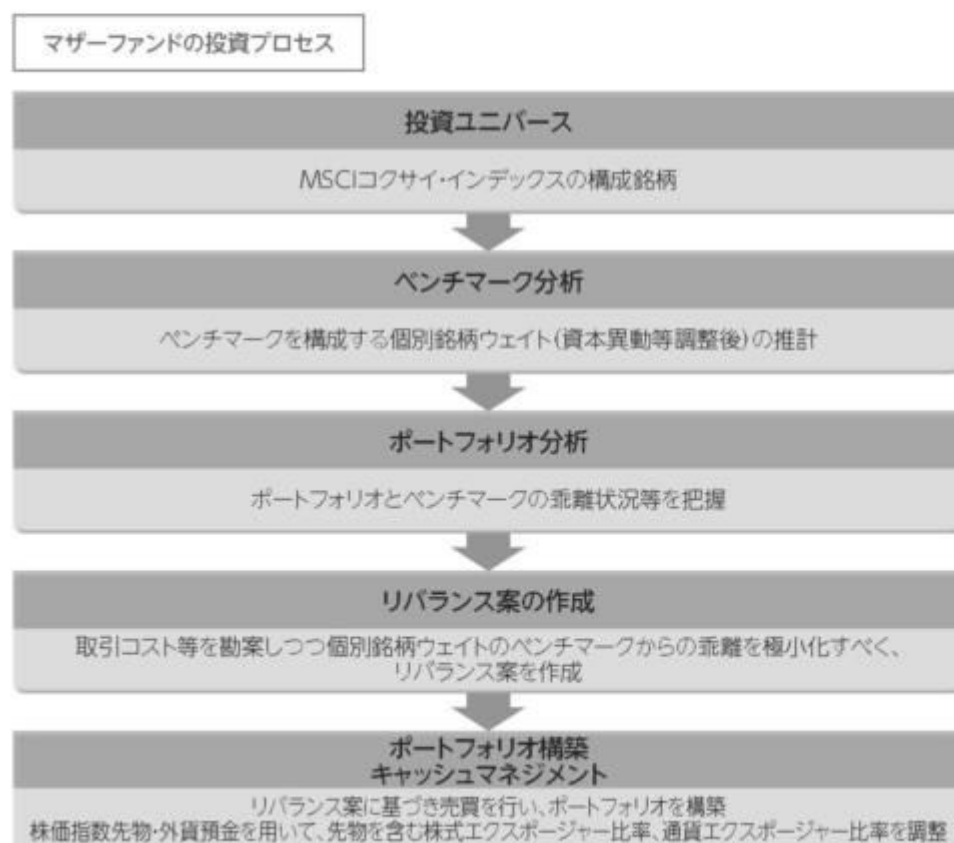 マザーファンドの投資プロセス
投資ユニバース
MSCIコクサイ・インデックスの構成銘柄
ベンチマーク分析
ベンチマークを構成する個別銘柄ウェイト(資本異動等調整後)の推計
ポートフォリオ分析
ポートフォリオとベンチマークの乖離状況等を把握
リバランス案の作成
取引コスト等を勘案しつつ個別銘柄ウェイトのベンチマークからの乖離を極小化すべく、
リバランス案を作成
ポートフォリオ構築
キャッシュマネジメント
リバランス案に基づき売買を行い、ポートフォリオを構築
株価指数先物・外貨預金を用いて、先物を含む株式エクスポージャー比率、通貨エクスポージャー比率を調整